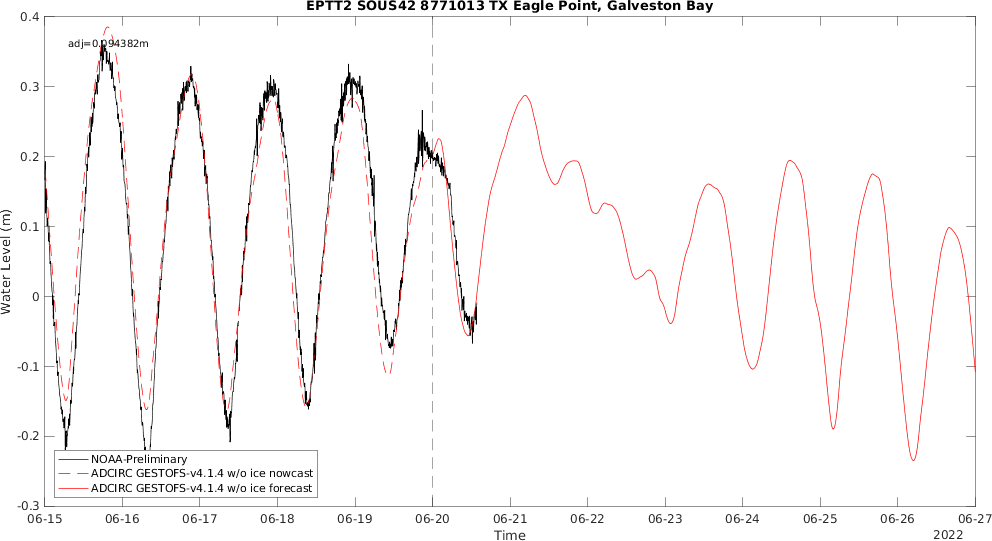 EPTT2 SOUS42 8771013 TX Eagle Point, Galveston Bay
adj=0.094382m
0.4
0.3
0.2
0.1
0
-0.1
-0.2
-0.3
Water Level (m)
NOAA-Preliminary
ADCIRC GESTOFS-v4.1.4 w/o ice nowcast
ADCIRC GESTOFS-v4.1.4 w/o ice forecast
06-15 06-16 06-17 06-18 06-19 06-20 06-21 06-22 06-23 06-24 06-25 06-26 06-27
Time
2022